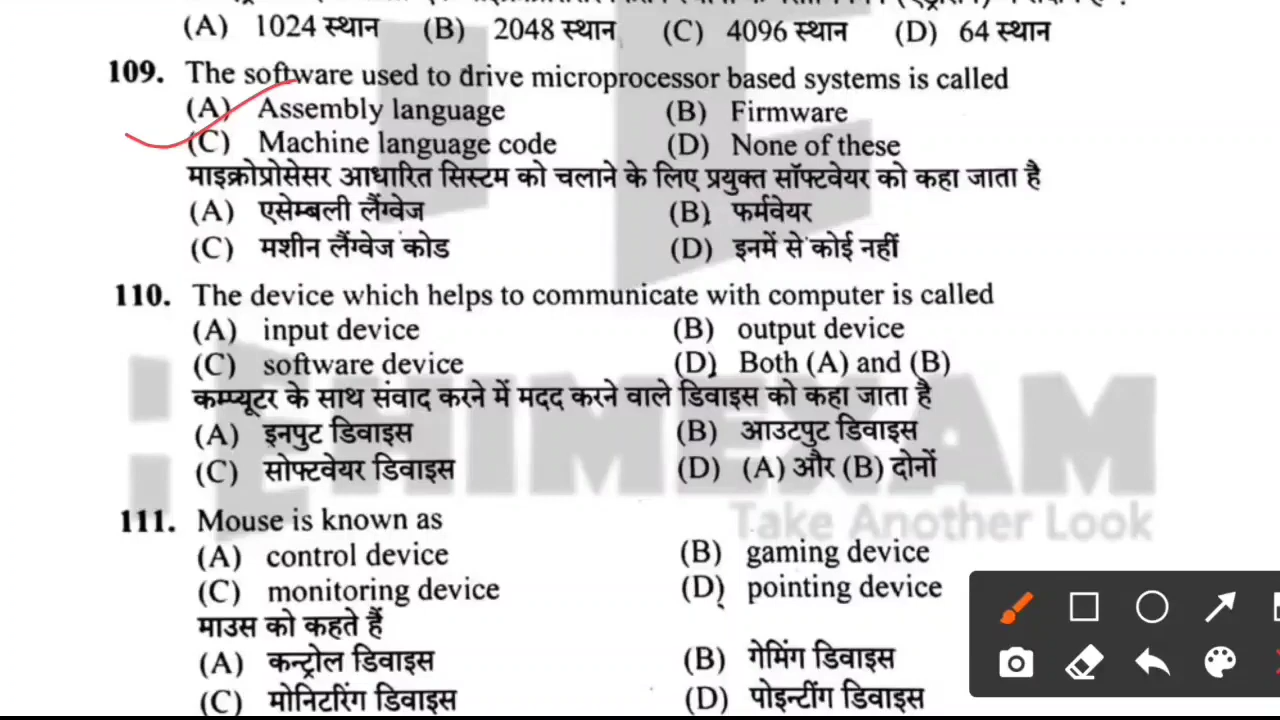 (A) 1024 स्थान (B) 2048 स्थान (C) 4096 स्थान (D) 64 स्थान
109. The software used to drive microprocessor based systems is called
(A) Assembly language (B) Firmware
(C) Machine language code (D) None of these
माइक्रोप्रोसेसर आधारित सिस्टम को चलाने के लिए प्रयुक्त सॉफ्टवेयर को कहा जाता है
(A) एसेम्बली लैंग्वेज (B) फर्मवेयर
(C) मशीन लैंग्वेज कोड (D) इनमें से कोई नहीं
110. The device which helps to communicate with computer is called
(A) input device (B) output device
(C) software device (D) Both (A) and (B)
कम्प्यूटर के साथ संवाद करने में मदद करने वाले डिवाइस को कहा जाता है
(A) इनपुट डिवाइस (B) आउटपुट डिवाइस
(C) सोफ्टवेयर डिवाइस (D) (A) और (B) दोनों
EHIMEXAM
Take Another Look
111. Mouse is known as
(A) control device (B) gaming device
(C) monitoring device (D) pointing device
माउस को कहते हैं
(A) कन्ट्रोल डिवाइस (B) गेमिंग डिवाइस
(C) मोनिटरिंग डिवाइस (D) पोइन्टींग डिवाइस